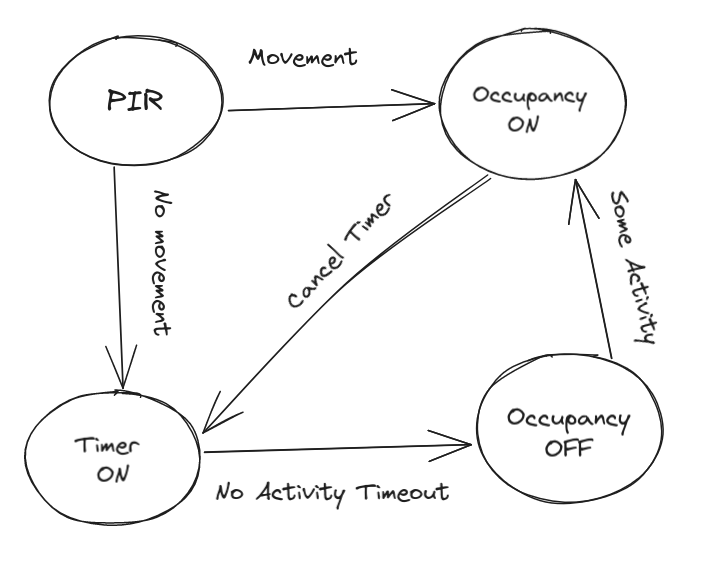 Movement
PIR
Occupancy
ON
No movement
Cancel Timer
Some Activity
Timer
ON
Occupancy
OFF
No Activity Timeout